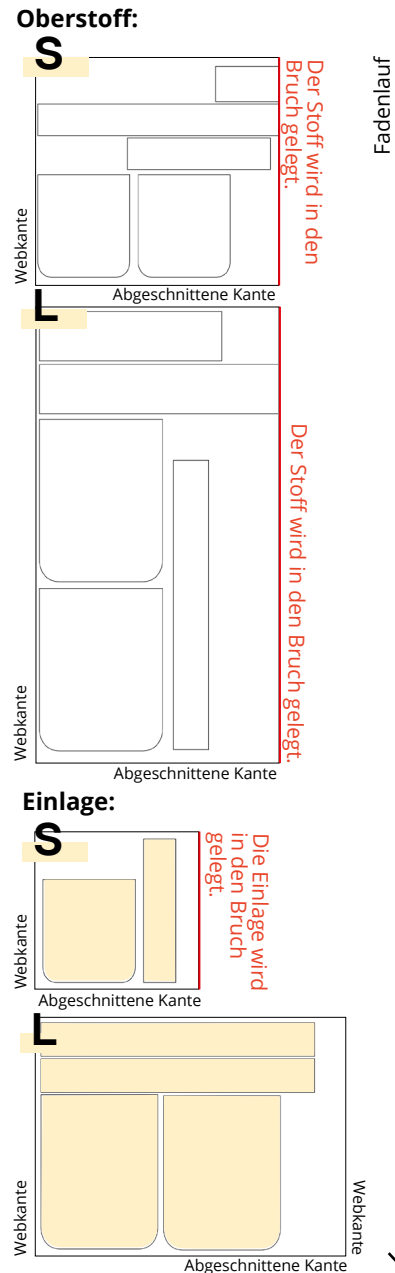 Oberstoff:
S
Der Stoff wird in den
Bruch gelegt.
Fadenlauf
Webkante
Abgeschnittene Kante
L
Der Stoff wird in den Bruch gelegt.
Webkante
Abgeschnittene Kante
Einlage:
S
Die Einlage wird
in den Bruch
gelegt.
Webkante
Abgeschnittene Kante
L
Webkante
Webkante
Abgeschnittene Kante